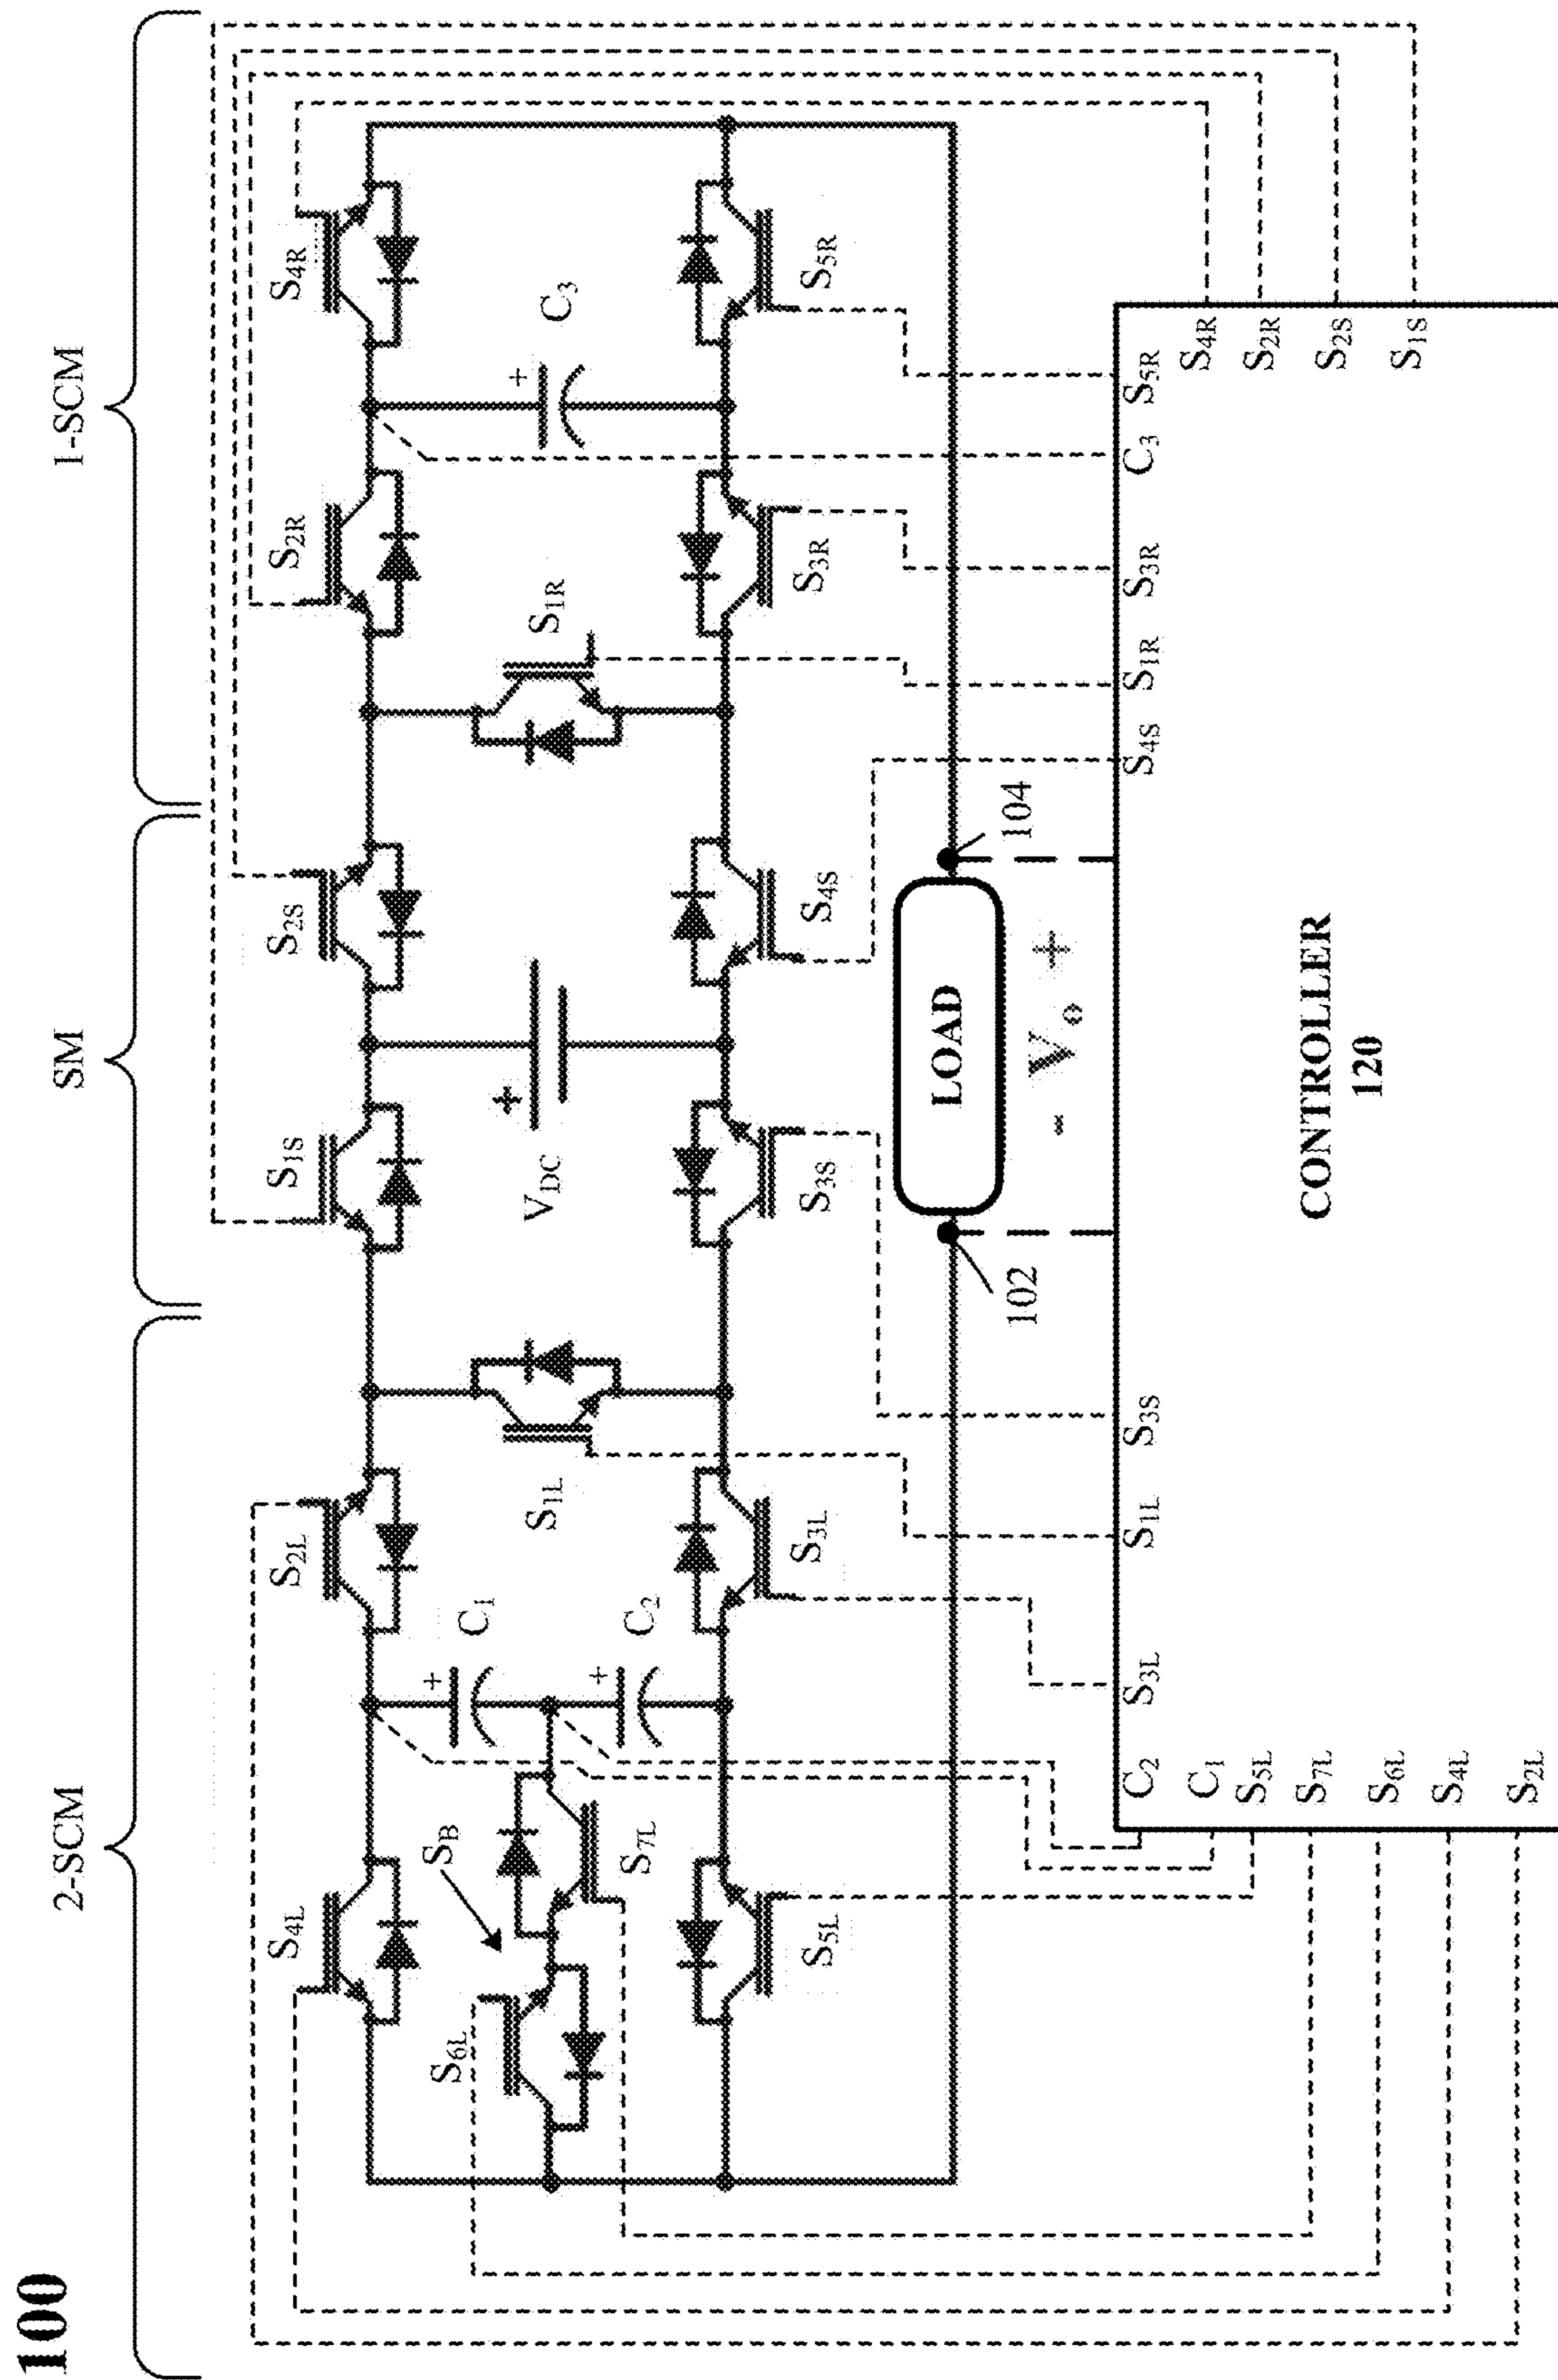 100
2-SCM
SM
1-SCM
S4L
S2L
S1S
S2S
S2R
S4R
S6L
SB
S7L
C1
C2
S1L
VDC
+
S1R
C3
+
+
+
S5L
S3L
S3S
S4S
S3R
S5R
LOAD
102
104
- Vo +
C2
C1
S5L
S7L
S6L
S4L
S2L
S3L
S1L
S3S
S4S
S1R
S3R
C3
S5R
S4R
S2R
S2S
S1S
CONTROLLER
120